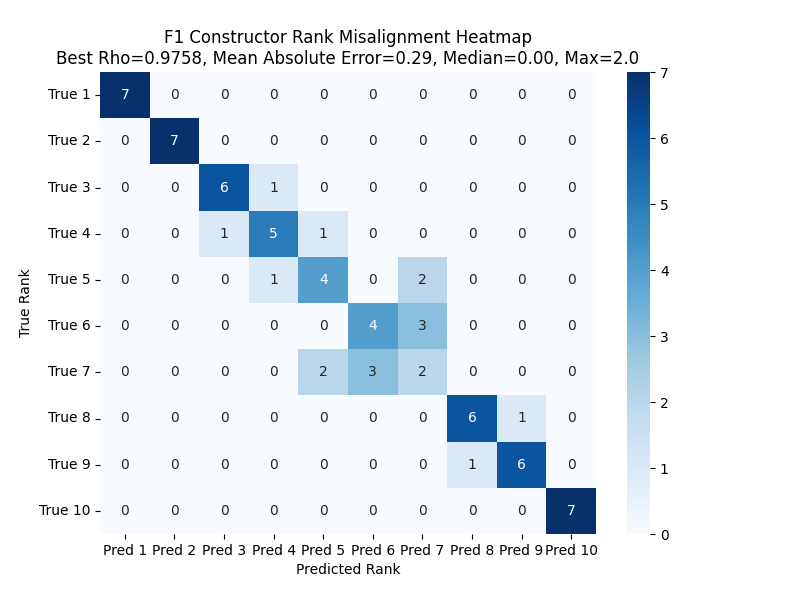 F1 Constructor Rank Misalignment Heatmap
Best Rho=0.9758, Mean Absolute Error=0.29, Median=0.00, Max=2.0
True 1 7 0 0 0 0 0 0 0 0 0
True 2 0 7 0 0 0 0 0 0 0 0
True 3 0 0 6 1 0 0 0 0 0 0
True 4 0 0 1 5 1 0 0 0 0 0
True 5 0 0 0 1 4 0 2 0 0 0
True 6 0 0 0 0 0 4 3 0 0 0
True 7 0 0 0 0 2 3 2 0 0 0
True 8 0 0 0 0 0 0 0 6 1 0
True 9 0 0 0 0 0 0 0 1 6 0
True 10 0 0 0 0 0 0 0 0 0 7
Pred 1 Pred 2 Pred 3 Pred 4 Pred 5 Pred 6 Pred 7 Pred 8 Pred 9 Pred 10
Predicted Rank
True Rank
7
6
5
4
3
2
1
0